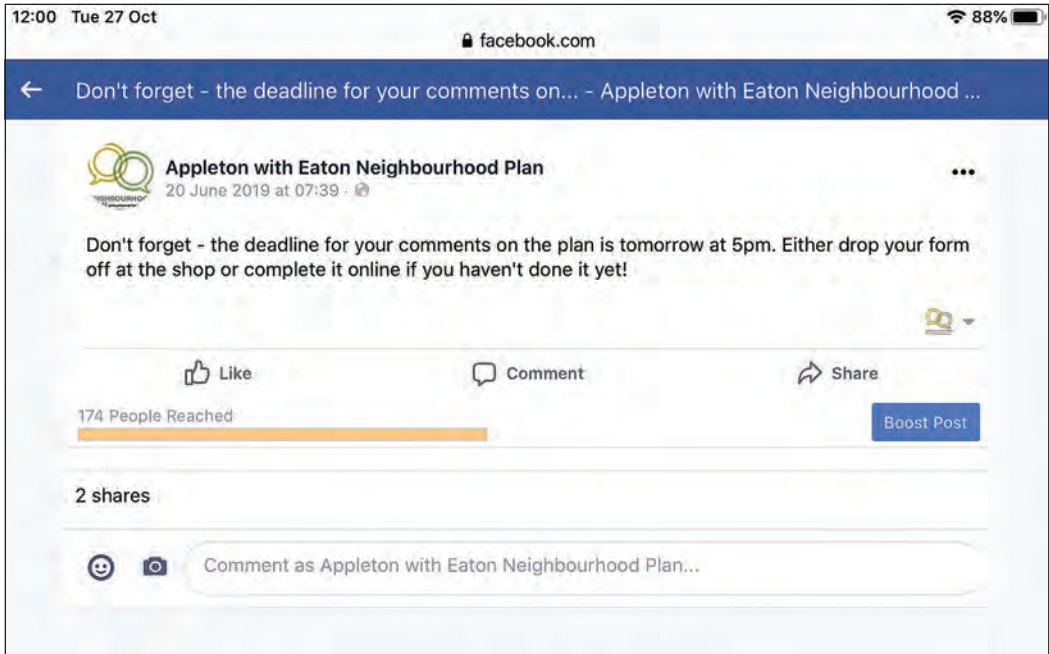 12:00 Tue 27 Oct 88%
facebook.com
Don't forget - the deadline for your comments on... - Appleton with Eaton Neighbourhood ...
Appleton with Eaton Neighbourhood Plan
20 June 2019 at 07:39 ·
Don't forget - the deadline for your comments on the plan is tomorrow at 5pm. Either drop your form
off at the shop or complete it online if you haven't done it yet!
Like Comment Share
174 People Reached
Boost Post
2 shares
Comment as Appleton with Eaton Neighbourhood Plan...